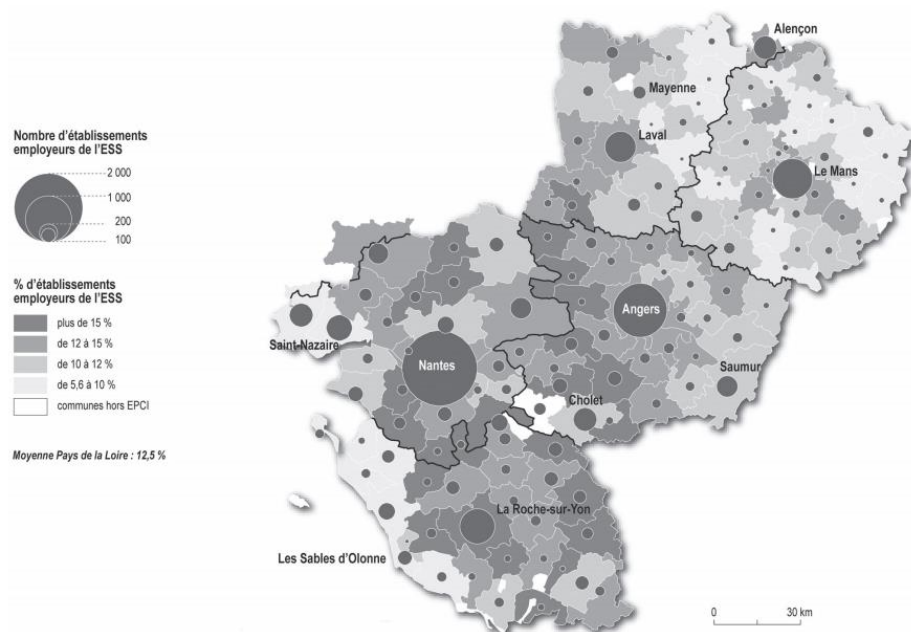 Nombre d'établissements
employeurs de l'ESS
2 000
1 000
200
100
% d'établissements
employeurs de l'ESS
plus de 15 %
de 12 à 15 %
de 10 à 12 %
de 5,6 à 10 %
communes hors EPCI
Moyenne Pays de la Loire : 12,5 %
Alençon
Mayenne
Laval
Le Mans
Angers
Saint-Nazaire
Nantes
Saumur
Cholet
La Roche-sur-Yon
Les Sables d'Olonne
0 30 km